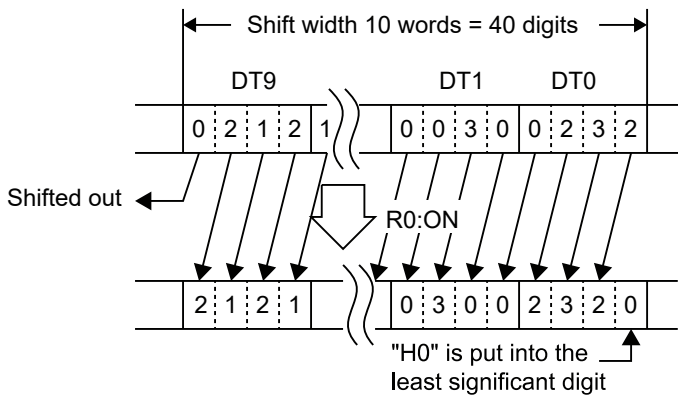 Shift width 10 words = 40 digits
DT9 DT1 DT0
0 2 1 2 1 0 0 3 0 0 2 3 2
Shifted out
R0:ON
2 1 2 1 0 3 0 0 2 3 2 0
"H0" is put into the
least significant digit